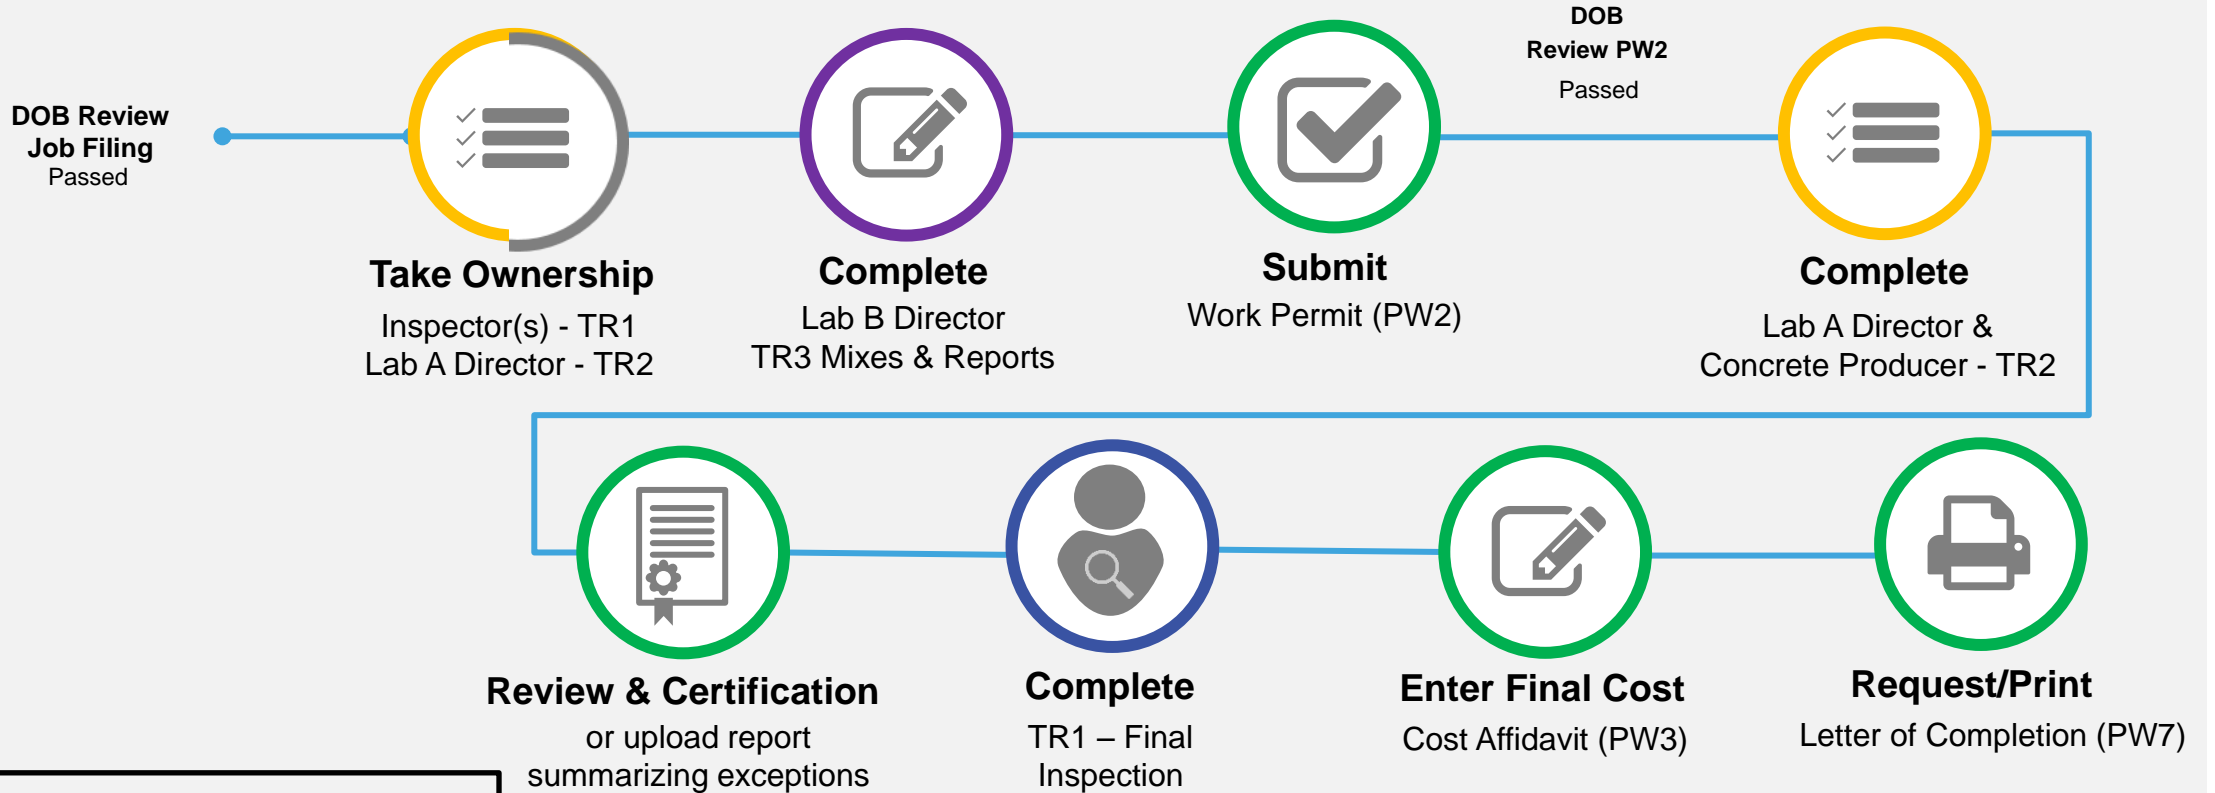 DOB Review
Job Filing
Passed
Take Ownership
Inspector(s) - TR1
Lab A Director - TR2
Complete
Lab B Director
TR3 Mixes & Reports
Submit
Work Permit (PW2)
DOB
Review PW2
Passed
Complete
Lab A Director &
Concrete Producer - TR2
Review & Certification
or upload report
summarizing exceptions
Complete
TR1 – Final
Inspection
Enter Final Cost
Cost Affidavit (PW3)
Request/Print
Letter of Completion (PW7)